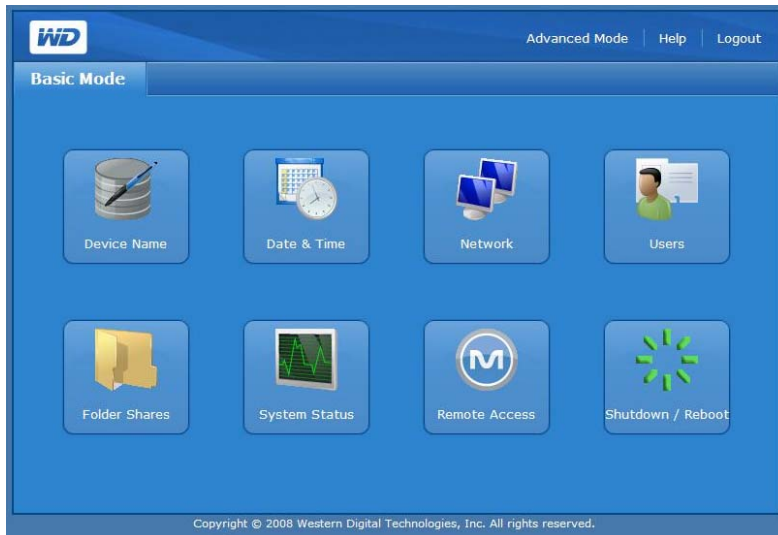 WD
Advanced Mode Help Logout
Basic Mode
Device Name Date & Time Network Users
Folder Shares System Status Remote Access Shutdown / Reboot
Copyright © 2008 Western Digital Technologies, Inc. All rights reserved.